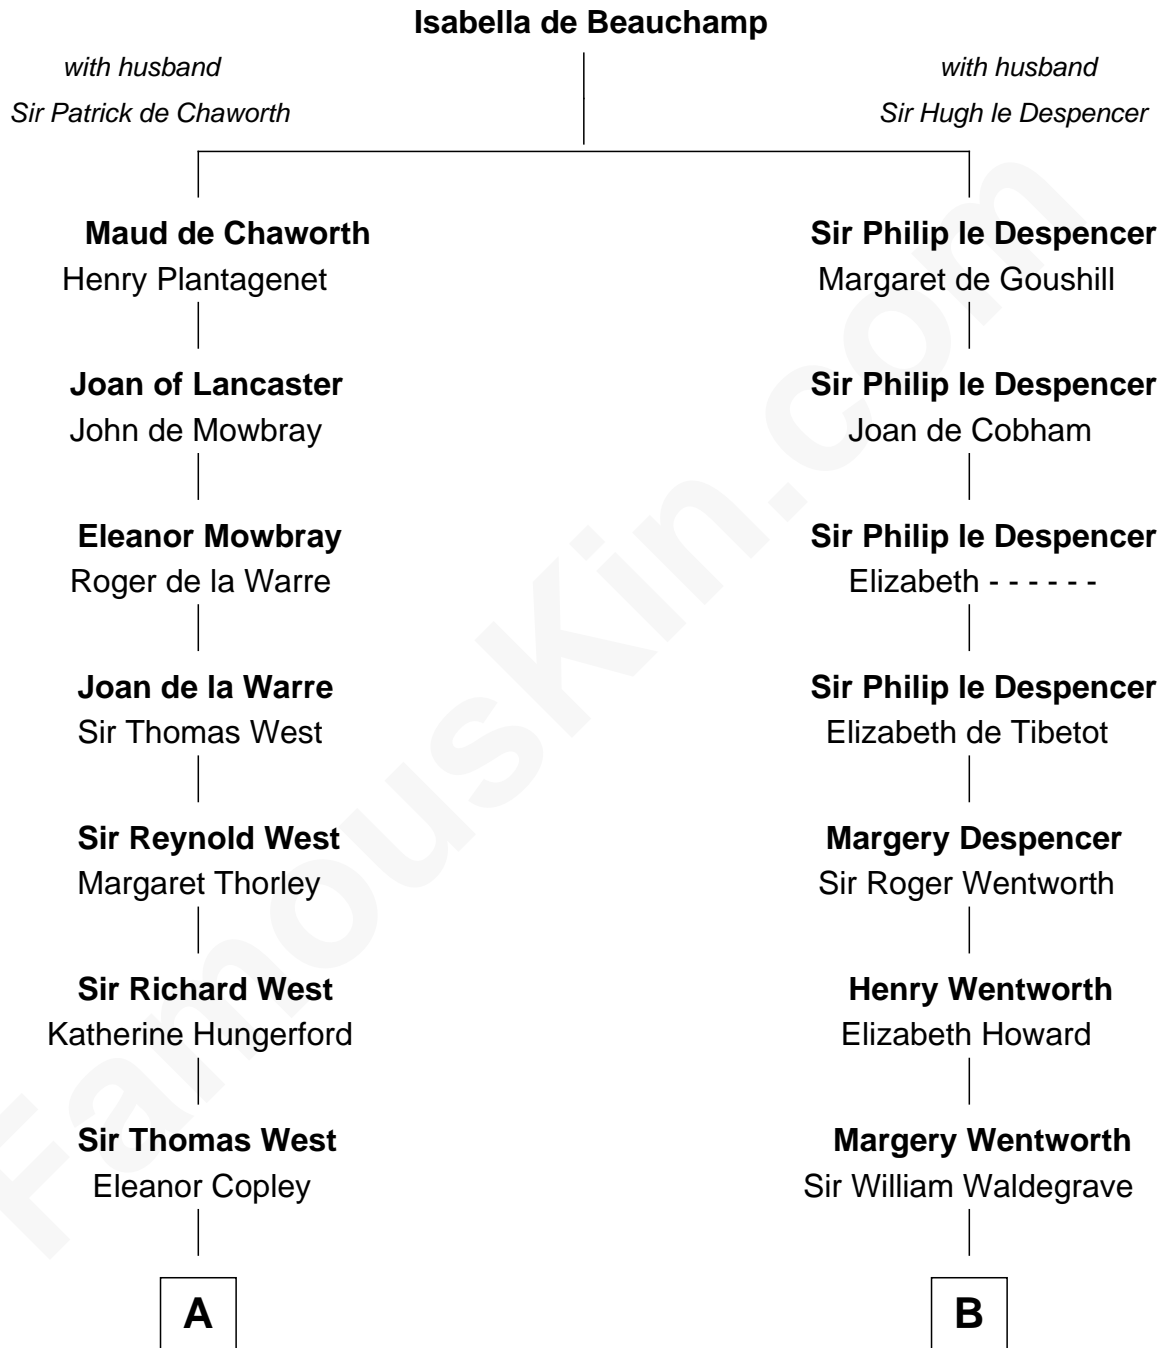 Isabella de Beauchamp
with husband
Sir Patrick de Chaworth
with husband
Sir Hugh le Despencer
Maud de Chaworth
Henry Plantagenet
Sir Philip le Despencer
Margaret de Goushill
Joan of Lancaster
John de Mowbray
Sir Philip le Despencer
Joan de Cobham
Eleanor Mowbray
Roger de la Warre
Sir Philip le Despencer
Elizabeth - - - - - -
Joan de la Warre
Sir Thomas West
Sir Philip le Despencer
Elizabeth de Tibetot
Sir Reynold West
Margaret Thorley
Margery Despencer
Sir Roger Wentworth
Sir Richard West
Katherine Hungerford
Henry Wentworth
Elizabeth Howard
Sir Thomas West
Eleanor Copley
Margery Wentworth
Sir William Waldegrave
A
B
FamousKin.com